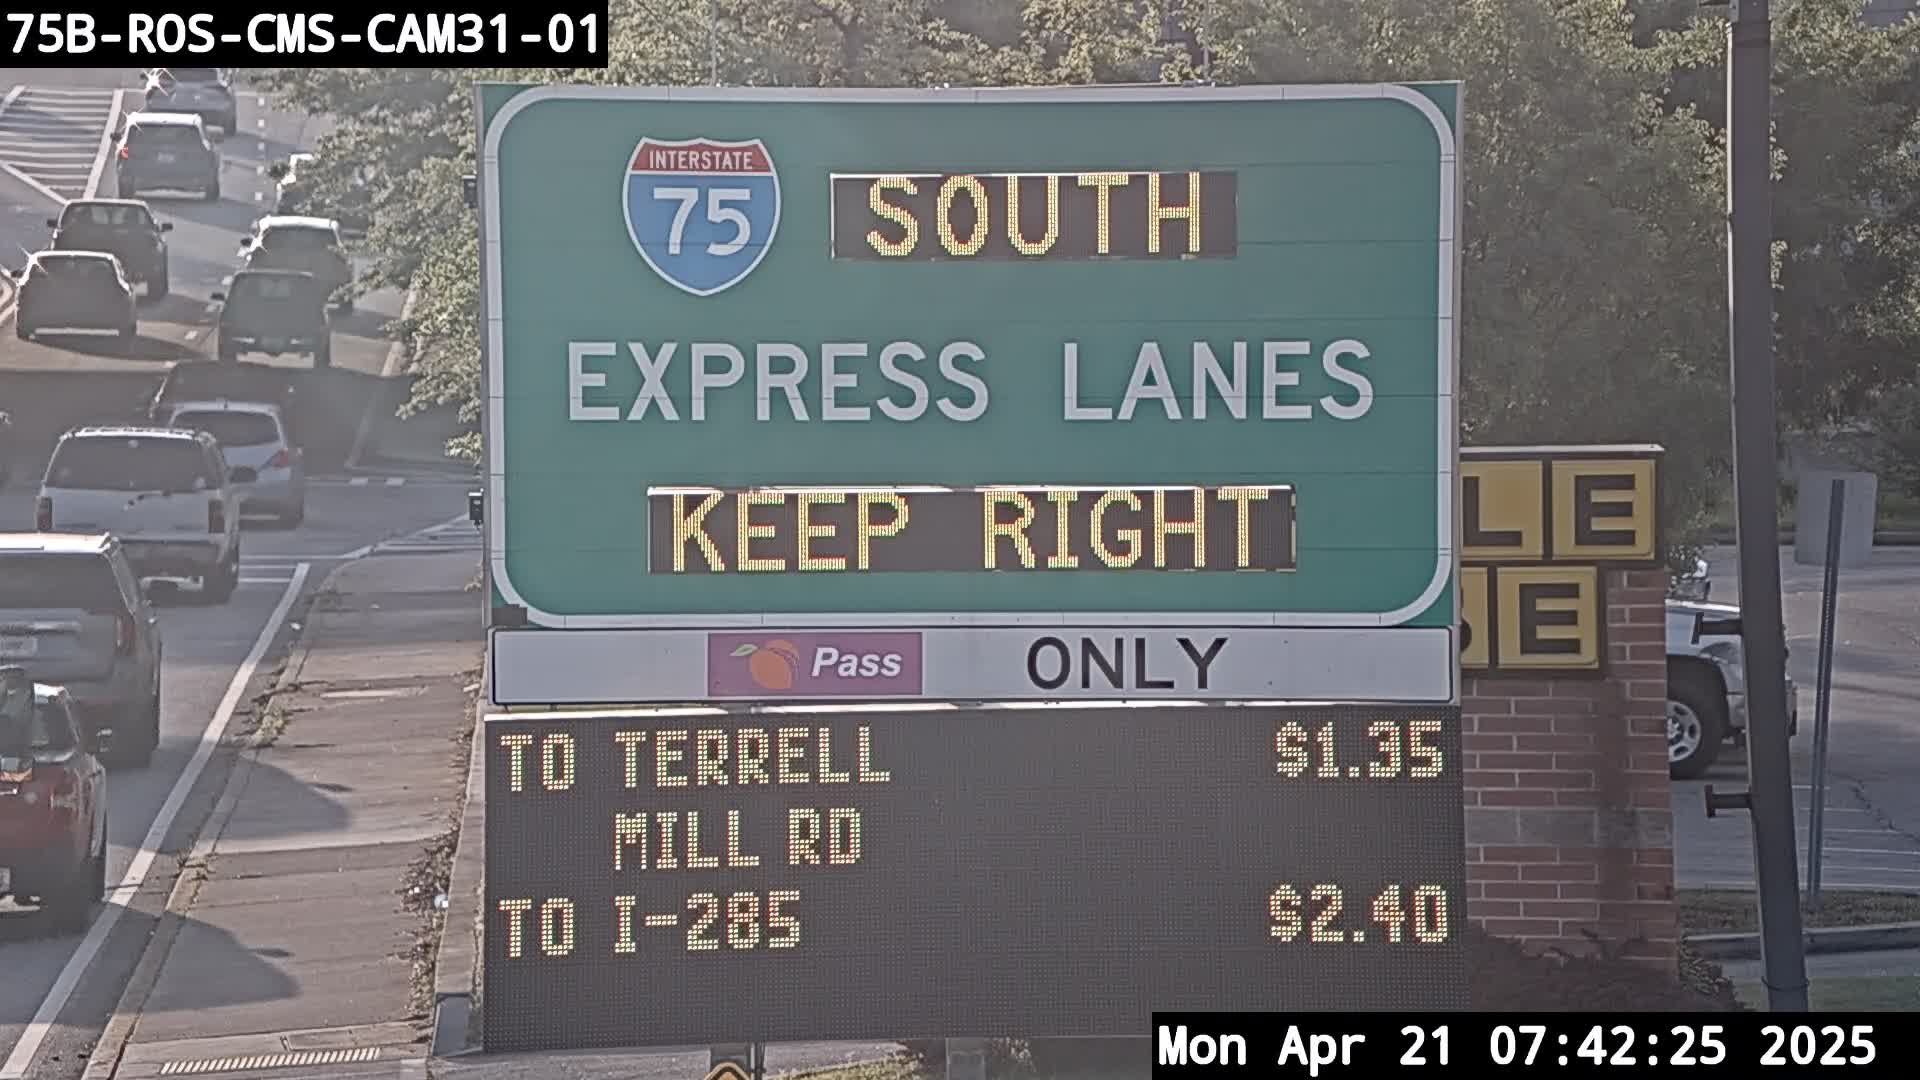 75B-ROS-CMS-CAM31-01
INTERSTATE
75
SOUTH
EXPRESS LANES
KEEP RIGHT
Pass ONLY
TO TERRELL $1.35
MILL RD
TO I-285 $2.40
LE
E
Mon Apr 21 07:42:25 2025